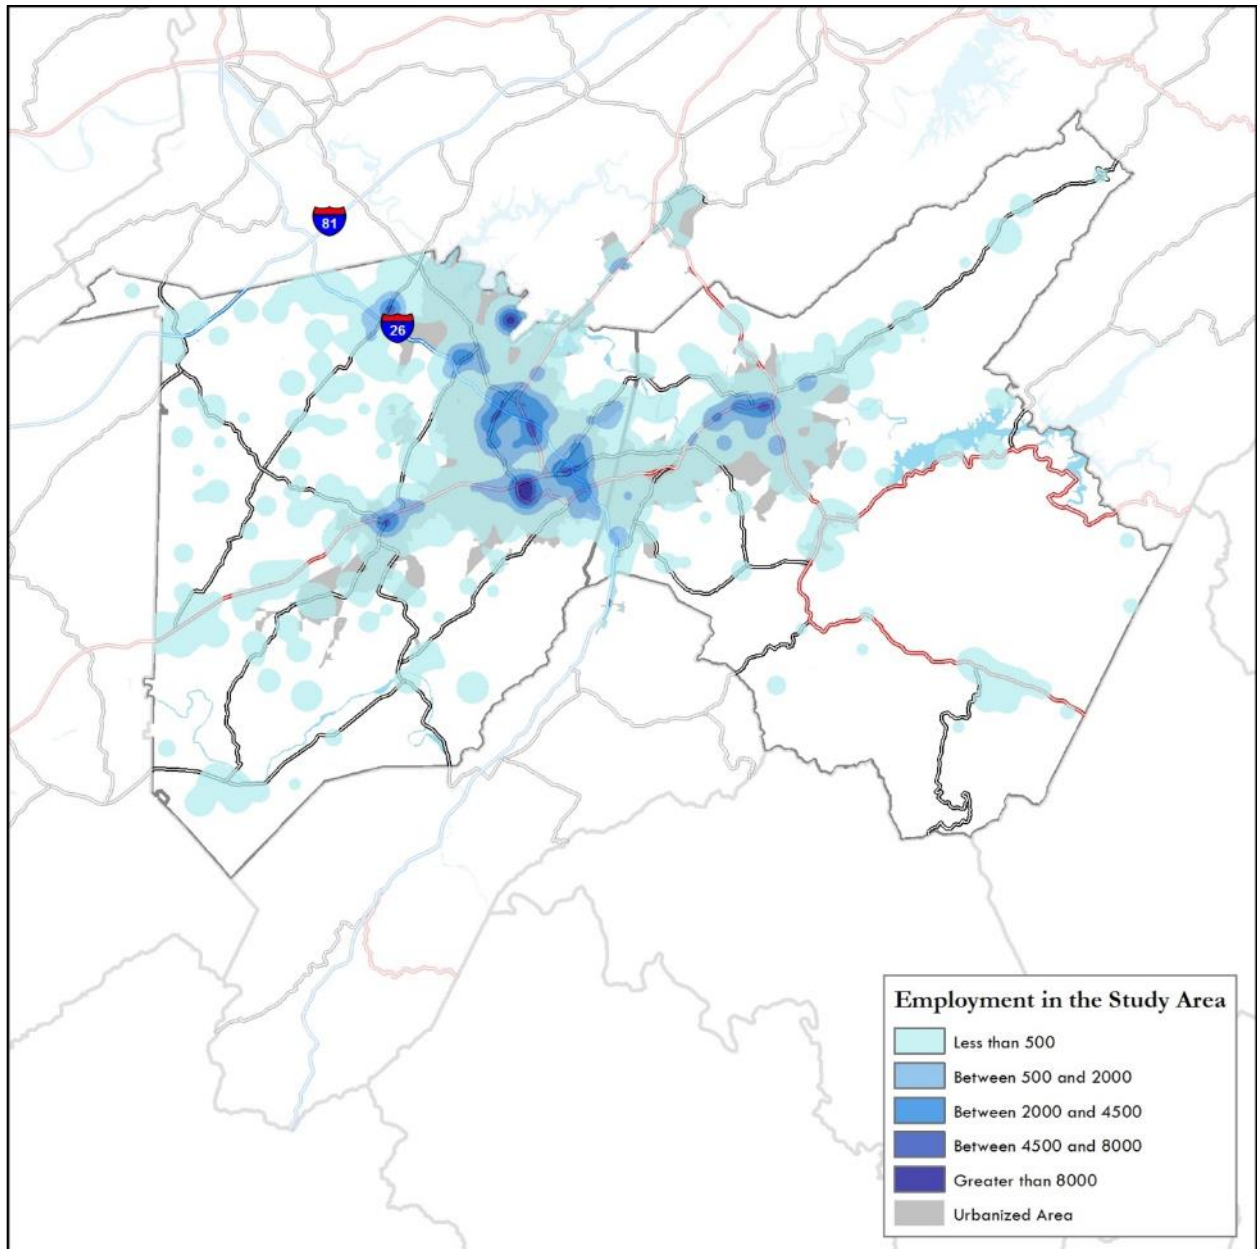 81
26
Employment in the Study Area
Less than 500
Between 500 and 2000
Between 2000 and 4500
Between 4500 and 8000
Greater than 8000
Urbanized Area